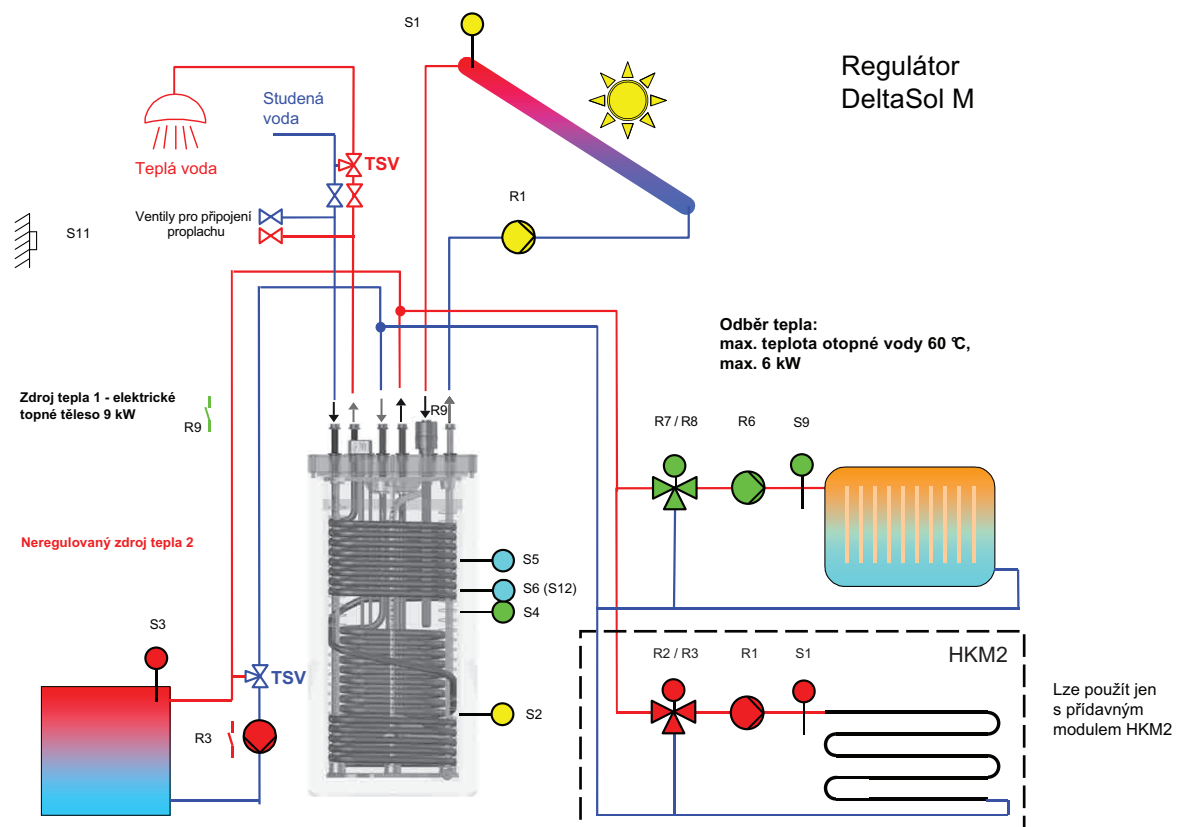 S1
Regulátor
DeltaSol M
Studená
voda
Teplá voda
TSV
R1
Ventily pro připojení
proplachu
S11
Odběr tepla:
max. teplota otopné vody 60 °C,
max. 6 kW
Zdroj tepla 1 - elektrické
topné těleso 9 kW
R9
R9
R7 / R8
R6
S9
Neregulovaný zdroj tepla 2
S5
S6 (S12)
S4
S3
TSV
R3
S2
R2 / R3
R1
S1
HKM2
Lze použít jen
s přídavným
modulem HKM2